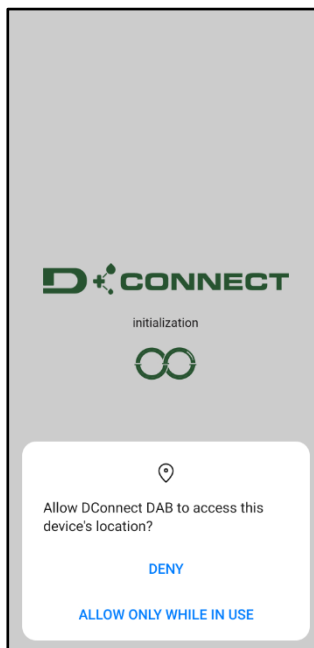 D CONNECT
initialization
Allow DConnect DAB to access this
device's location?
DENY
ALLOW ONLY WHILE IN USE